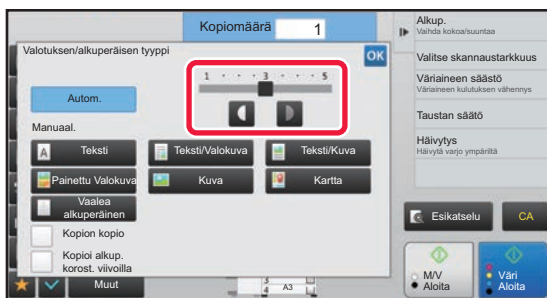 Kopiomäärä 1
Valotuksen/alkuperäisen tyyppi
OK
1 · · · 3 · · · 5
Autom.
Manuaal.
A Teksti
Teksti/Valokuva
Teksti/Kuva
Painettu Valokuva
Kuva
Kartta
Vaalea
alkuperäinen
Kopion kopio
Kopioi alkup.
korost. viivoilla
Muut
A3
Alkup.
Vaihda kokoa/suuntaa
Valitse skannaustarkkuus
Väriaineen säästö
Väriaineen kulutuksen vähennys
Taustan säätö
Häivytys
Häivytä varjo ympäriltä
Esikatselu
CA
M/V
Aloita
Väri
Aloita